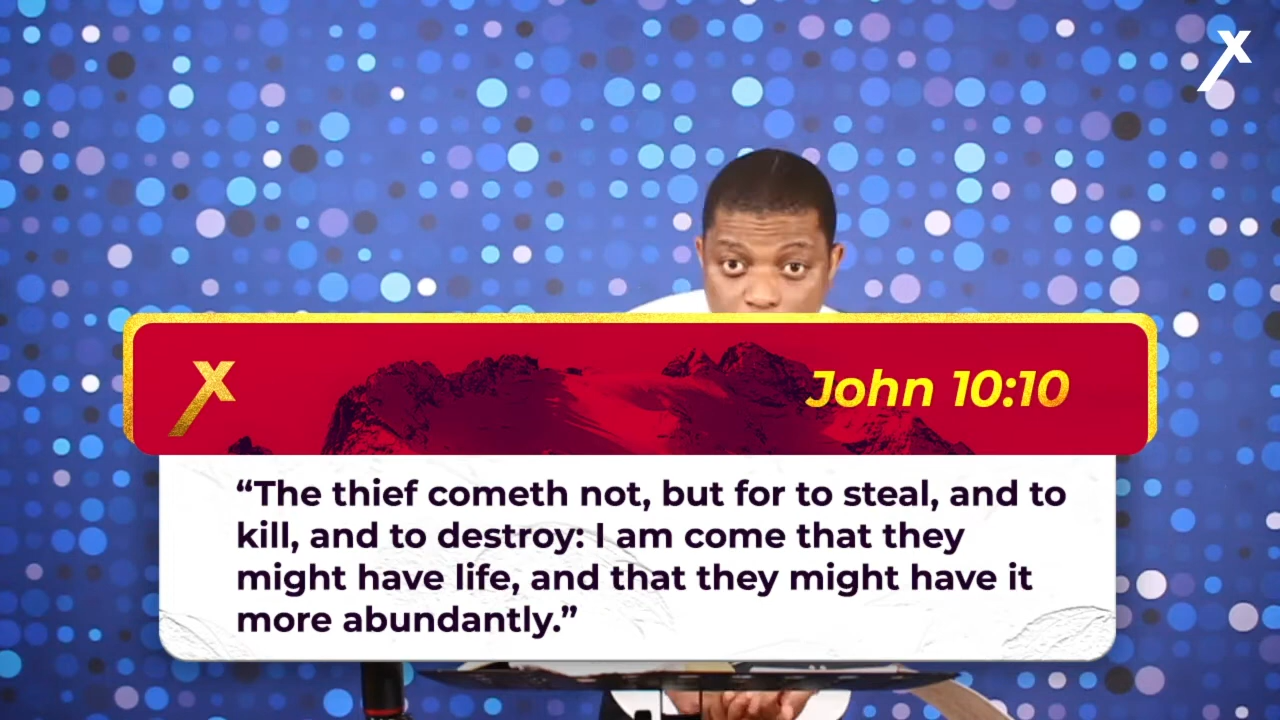 John 10:10
“The thief cometh not, but for to steal, and to
kill, and to destroy: I am come that they
might have life, and that they might have it
more abundantly.”